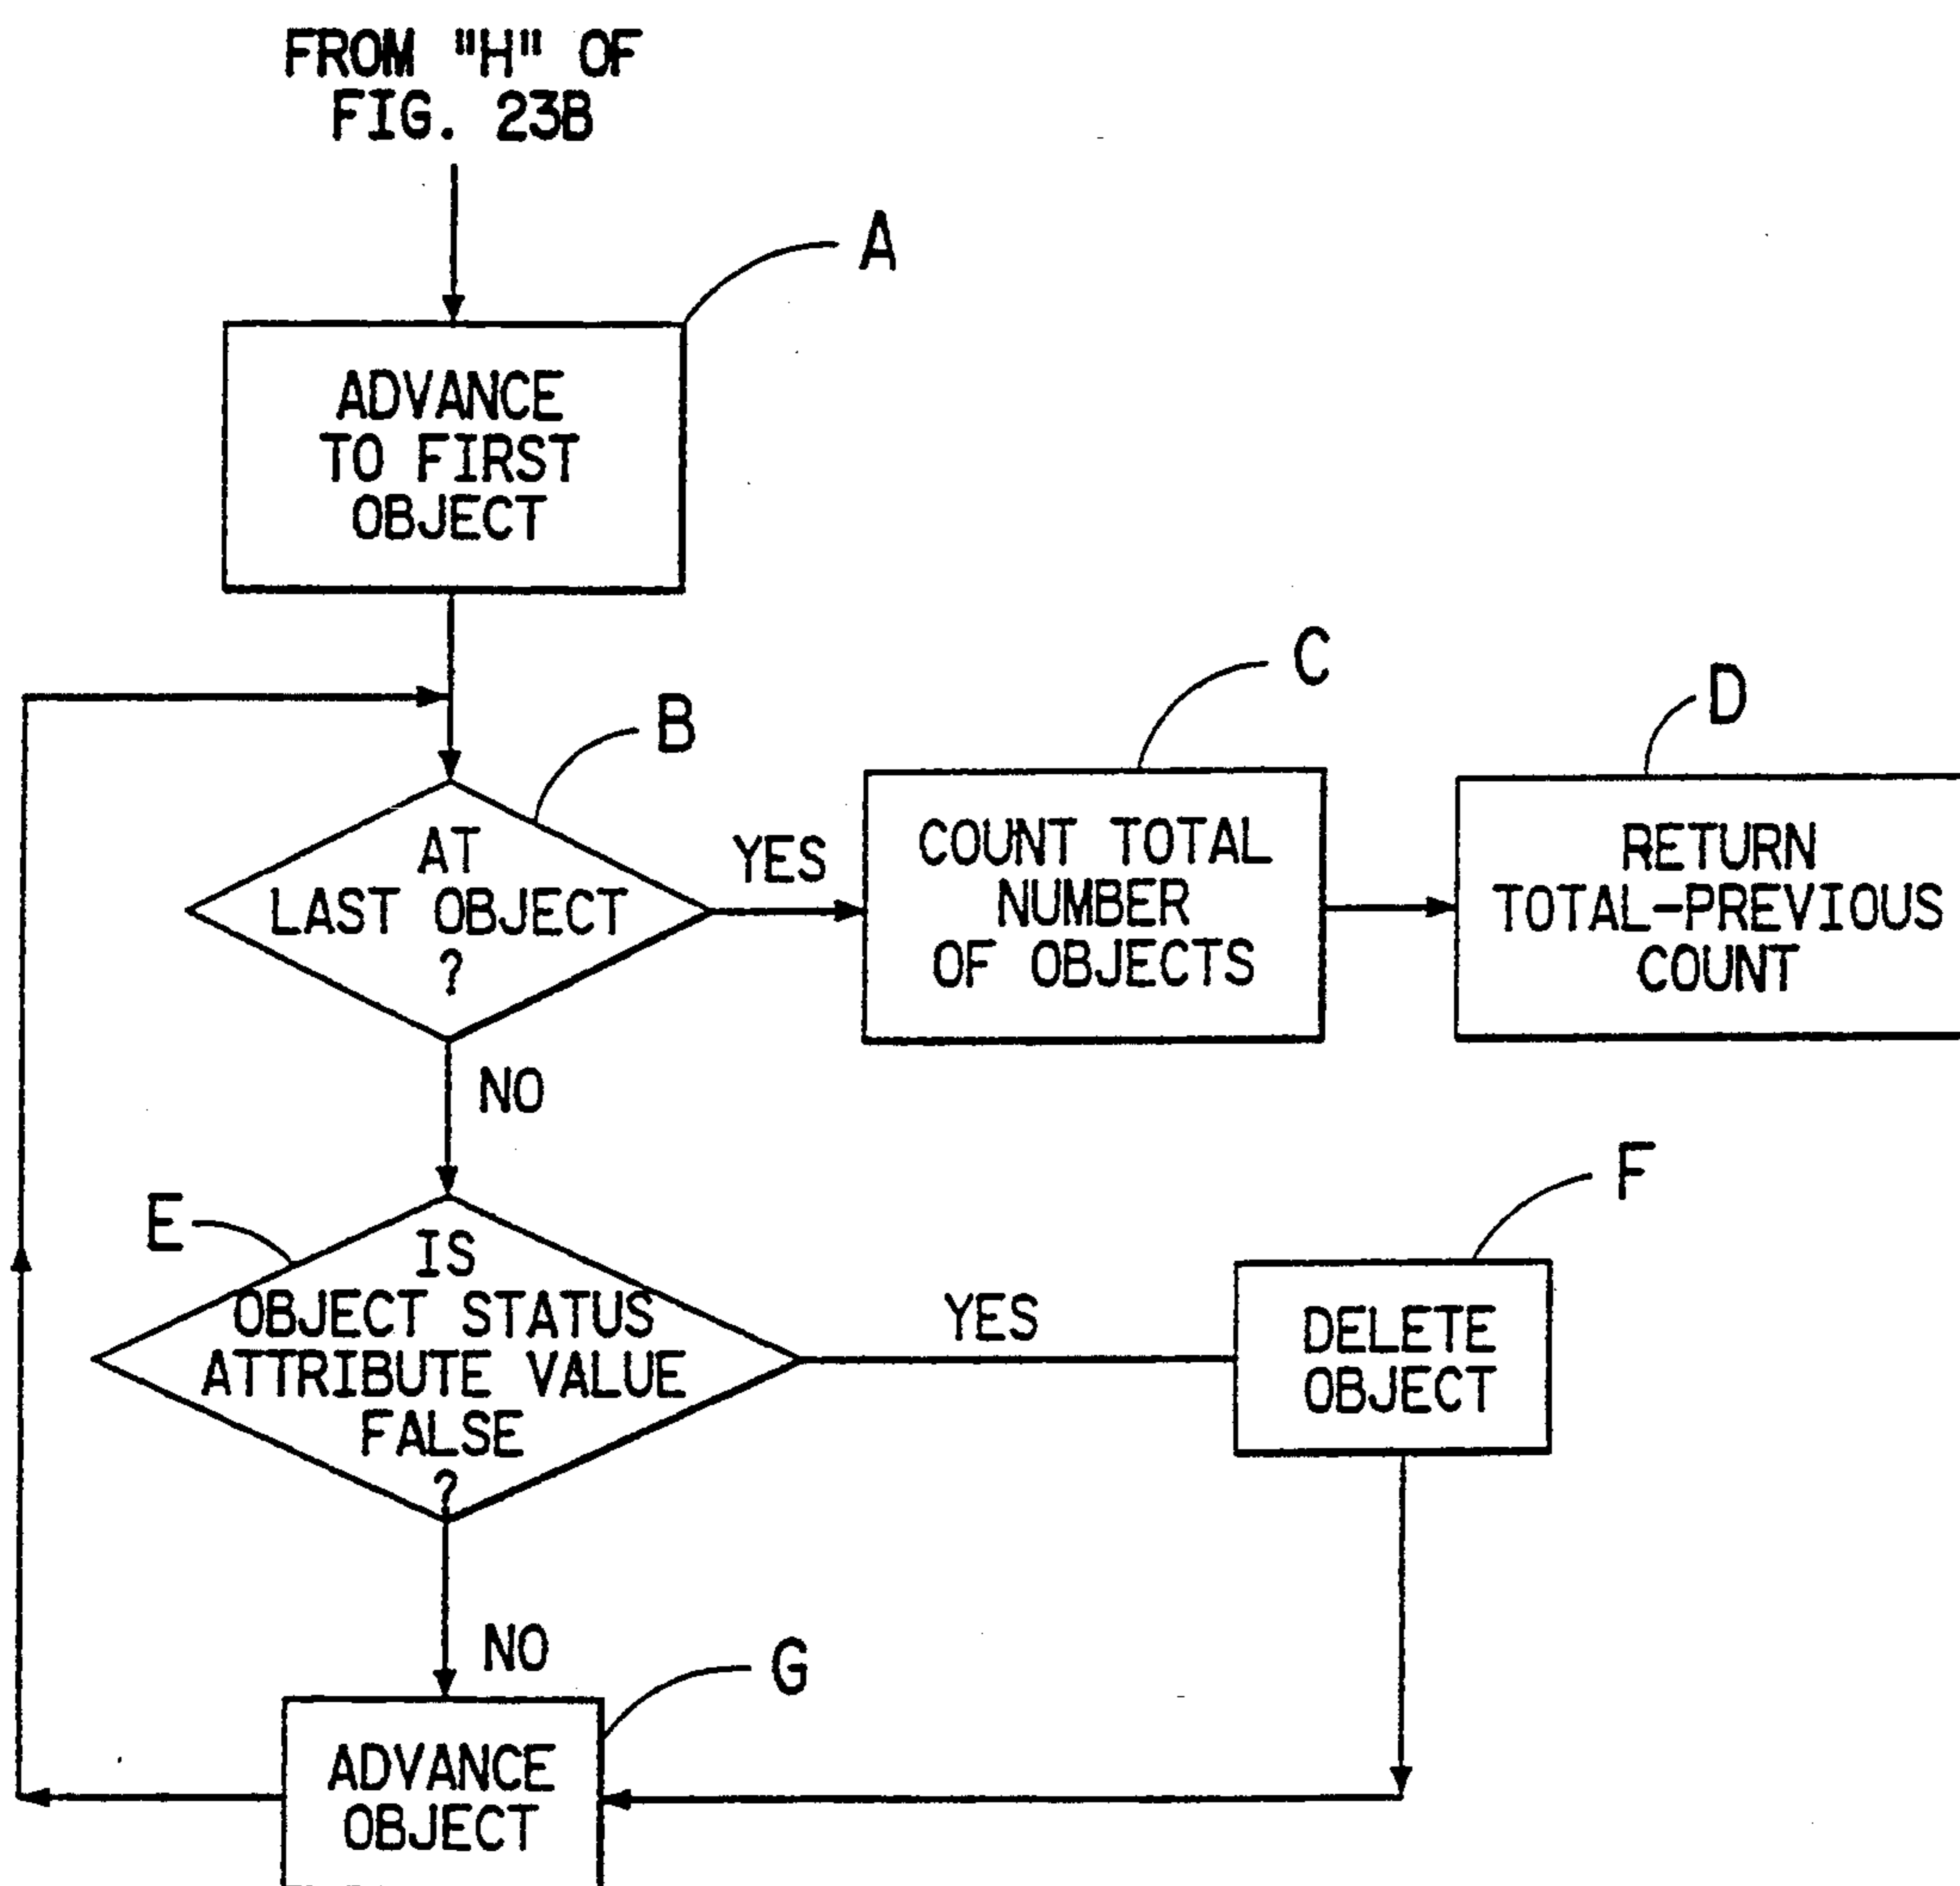 FROM "H" OF
FIG. 23B
A
ADVANCE
TO FIRST
OBJECT
B
AT
LAST OBJECT
?
YES
C
COUNT TOTAL
NUMBER
OF OBJECTS
D
RETURN
TOTAL-PREVIOUS
COUNT
NO
E
IS
OBJECT STATUS
ATTRIBUTE VALUE
FALSE
?
YES
F
DELETE
OBJECT
NO
G
ADVANCE
OBJECT